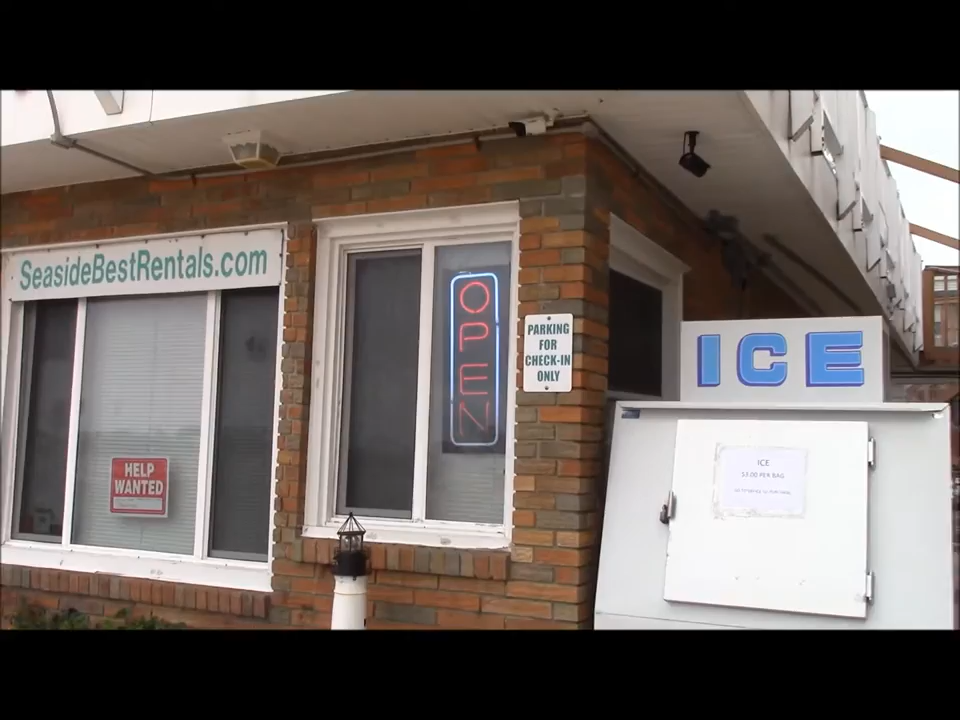 SeasideBestRentals.com
HELP
WANTED
OPEN
PARKING
FOR
CHECK-IN
ONLY
ICE
ICE
$3.00 PER BAG